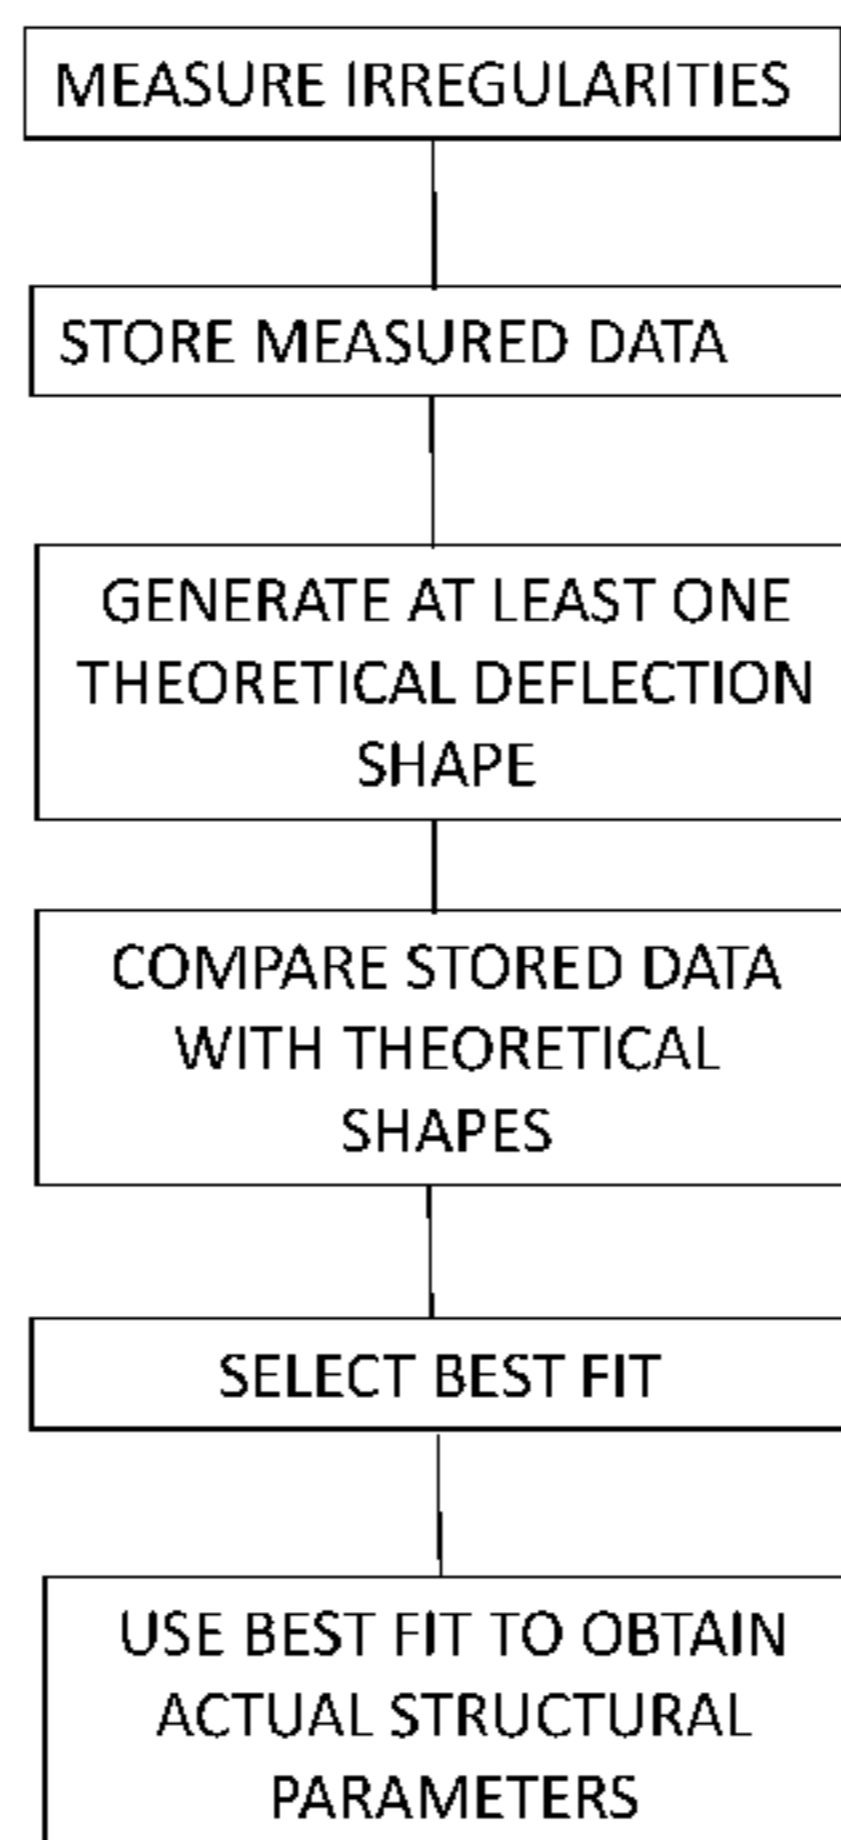 MEASURE IRREGULARITIES
STORE MEASURED DATA
GENERATE AT LEAST ONE
THEORETICAL DEFLECTION
SHAPE
COMPARE STORED DATA
WITH THEORETICAL
SHAPES
SELECT BEST FIT
USE BEST FIT TO OBTAIN
ACTUAL STRUCTURAL
PARAMETERS